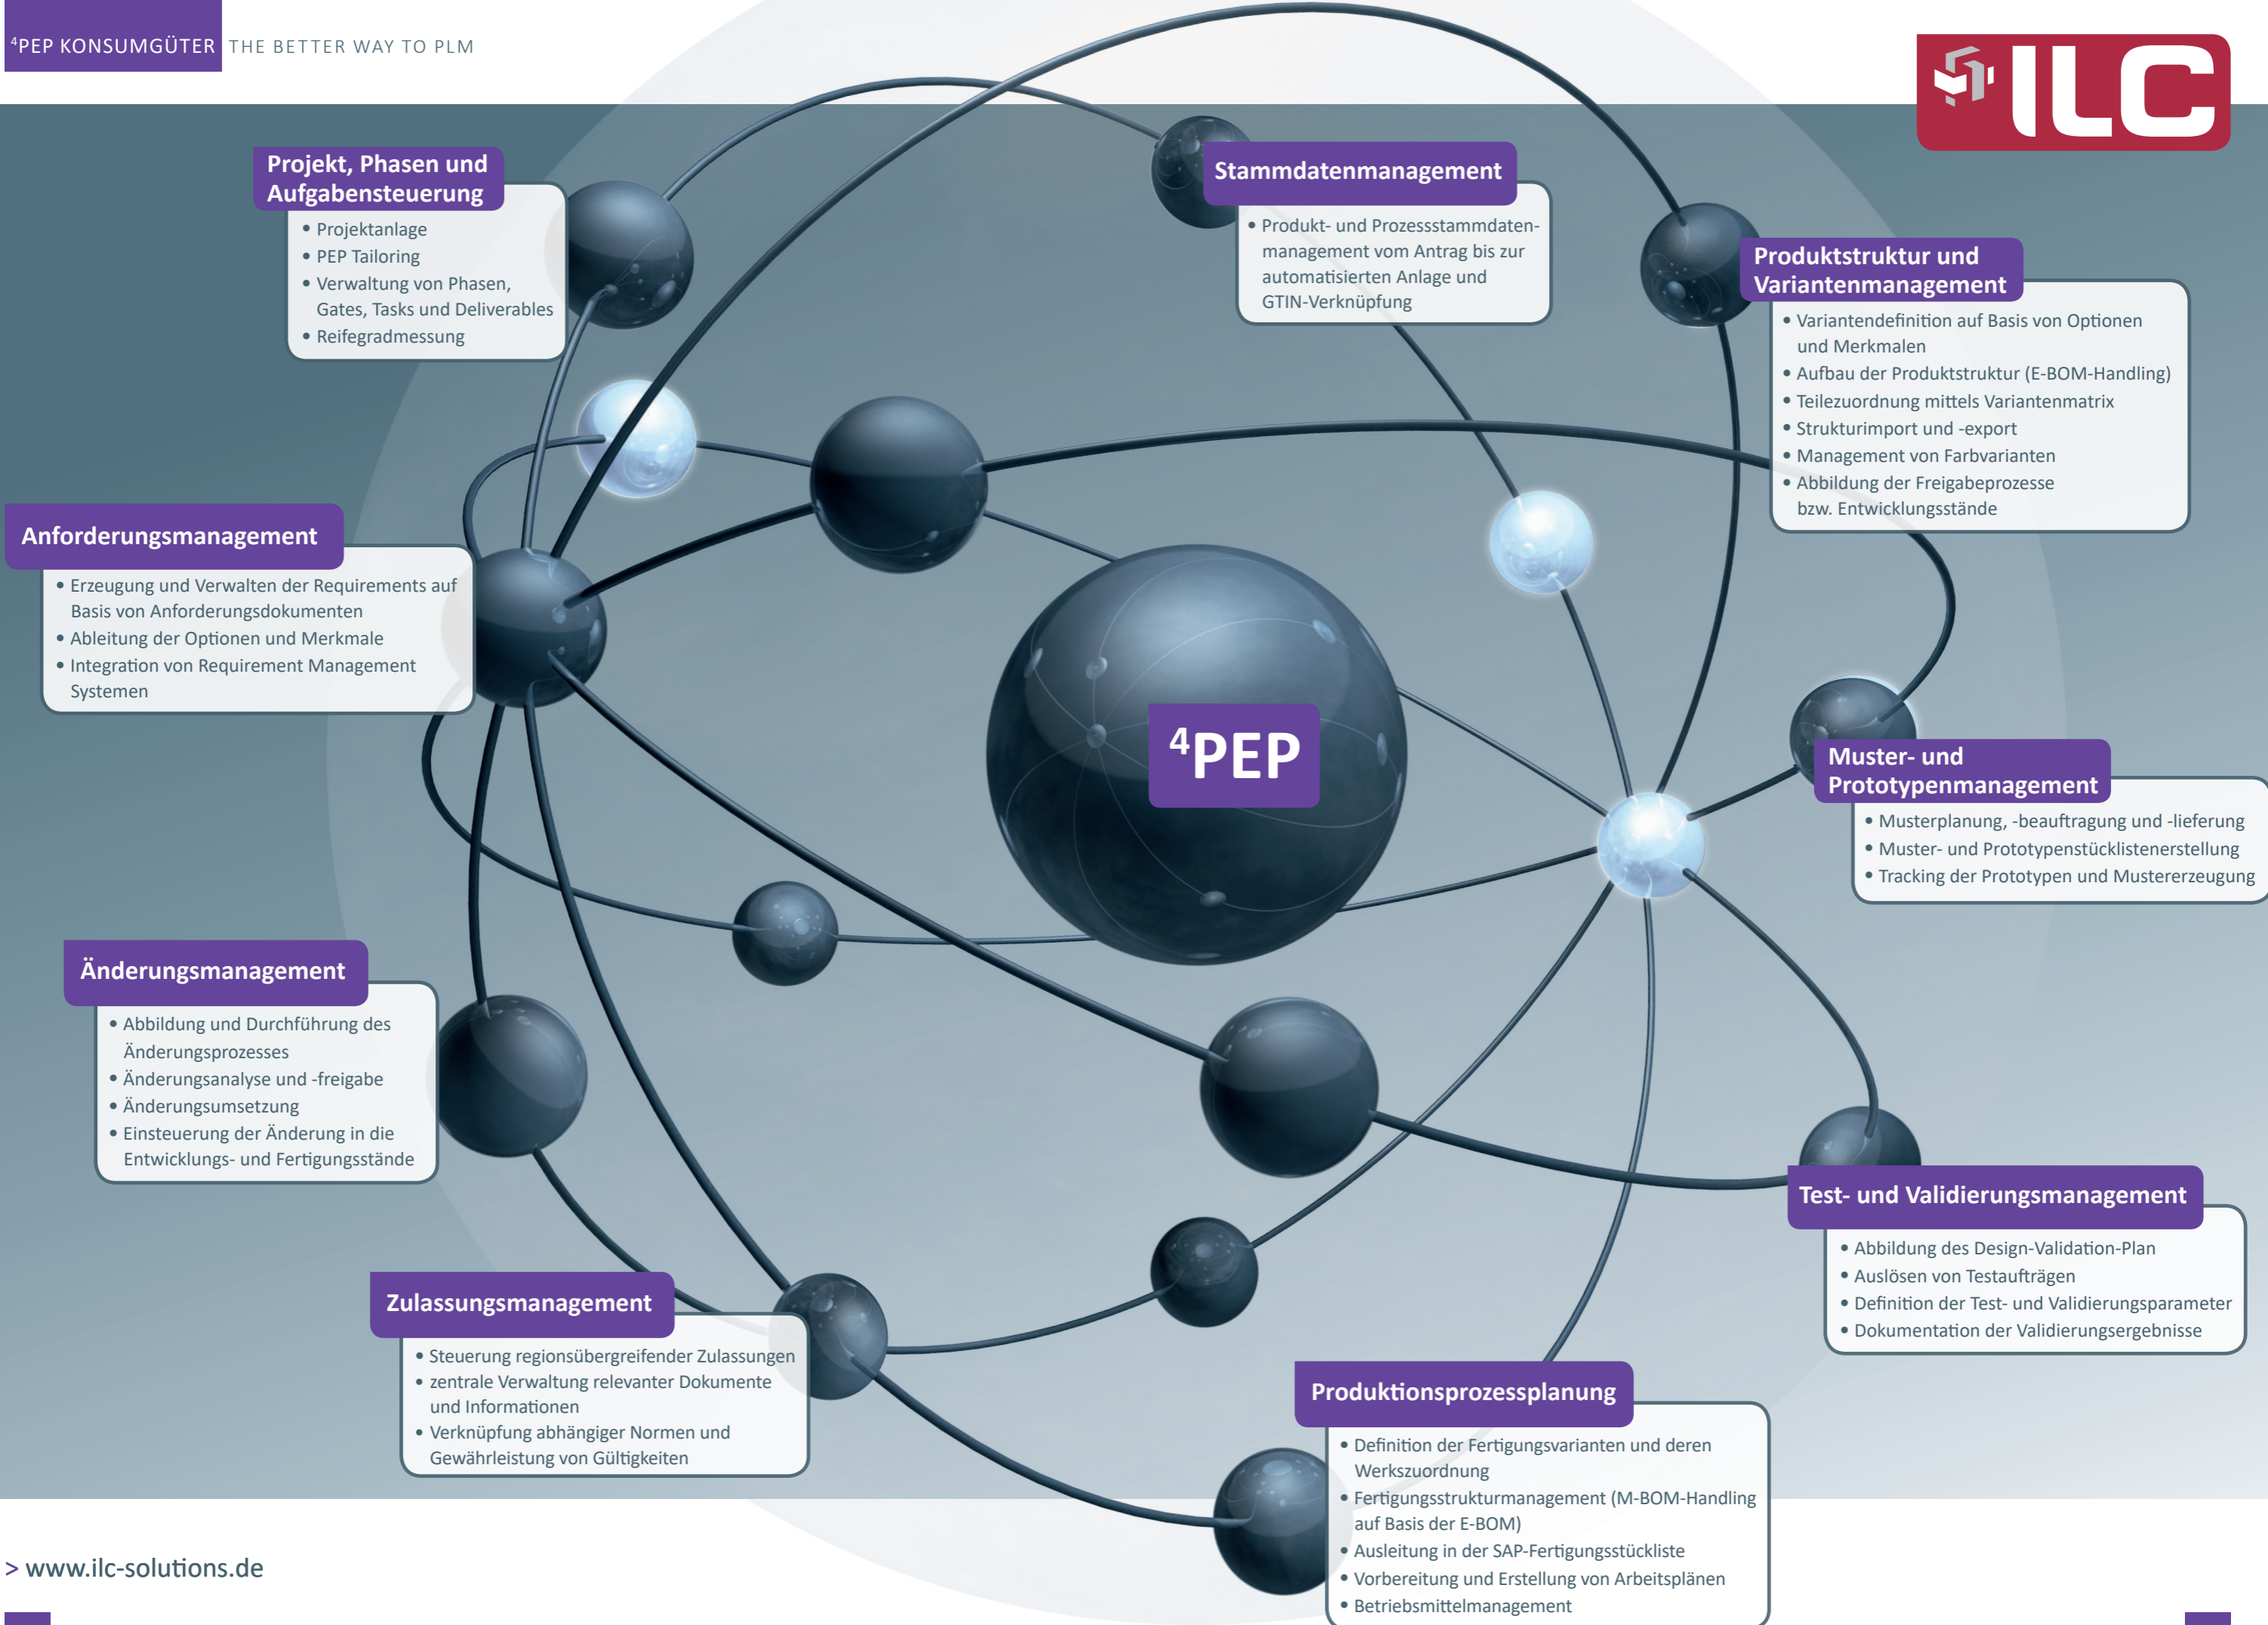 ⁴PEP KONSUMGÜTER THE BETTER WAY TO PLM
ILC
Projekt, Phasen und
Aufgabensteuerung
• Projektanlage
• PEP Tailoring
• Verwaltung von Phasen,
Gates, Tasks und Deliverables
• Reifegradmessung
Stammdatenmanagement
• Produkt- und Prozessstammdaten-
management vom Antrag bis zur
automatisierten Anlage und
GTIN-Verknüpfung
Produktstruktur und
Variantenmanagement
• Variantendefinition auf Basis von Optionen
und Merkmalen
• Aufbau der Produktstruktur (E-BOM-Handling)
• Teilezuordnung mittels Variantenmatrix
• Strukturimport und -export
• Management von Farbvarianten
• Abbildung der Freigabeprozesse
bzw. Entwicklungsstände
Anforderungsmanagement
• Erzeugung und Verwalten der Requirements auf
Basis von Anforderungsdokumenten
• Ableitung der Optionen und Merkmale
• Integration von Requirement Management
Systemen
⁴PEP
Muster- und
Prototypenmanagement
• Musterplanung, -beauftragung und -lieferung
• Muster- und Prototypenstücklistenerstellung
• Tracking der Prototypen und Mustererzeugung
Änderungsmanagement
• Abbildung und Durchführung des
Änderungsprozesses
• Änderungsanalyse und -freigabe
• Änderungsumsetzung
• Einsteuerung der Änderung in die
Entwicklungs- und Fertigungsstände
Test- und Validierungsmanagement
• Abbildung des Design-Validation-Plan
• Auslösen von Testaufträgen
• Definition der Test- und Validierungsparameter
• Dokumentation der Validierungsergebnisse
Zulassungsmanagement
• Steuerung regionsübergreifender Zulassungen
• zentrale Verwaltung relevanter Dokumente
und Informationen
• Verknüpfung abhängiger Normen und
Gewährleistung von Gültigkeiten
Produktionsprozessplanung
• Definition der Fertigungsvarianten und deren
Werkszuordnung
• Fertigungsstrukturmanagement (M-BOM-Handling
auf Basis der E-BOM)
• Ausleitung in der SAP-Fertigungsstückliste
• Vorbereitung und Erstellung von Arbeitsplänen
• Betriebsmittelmanagement
> www.ilc-solutions.de